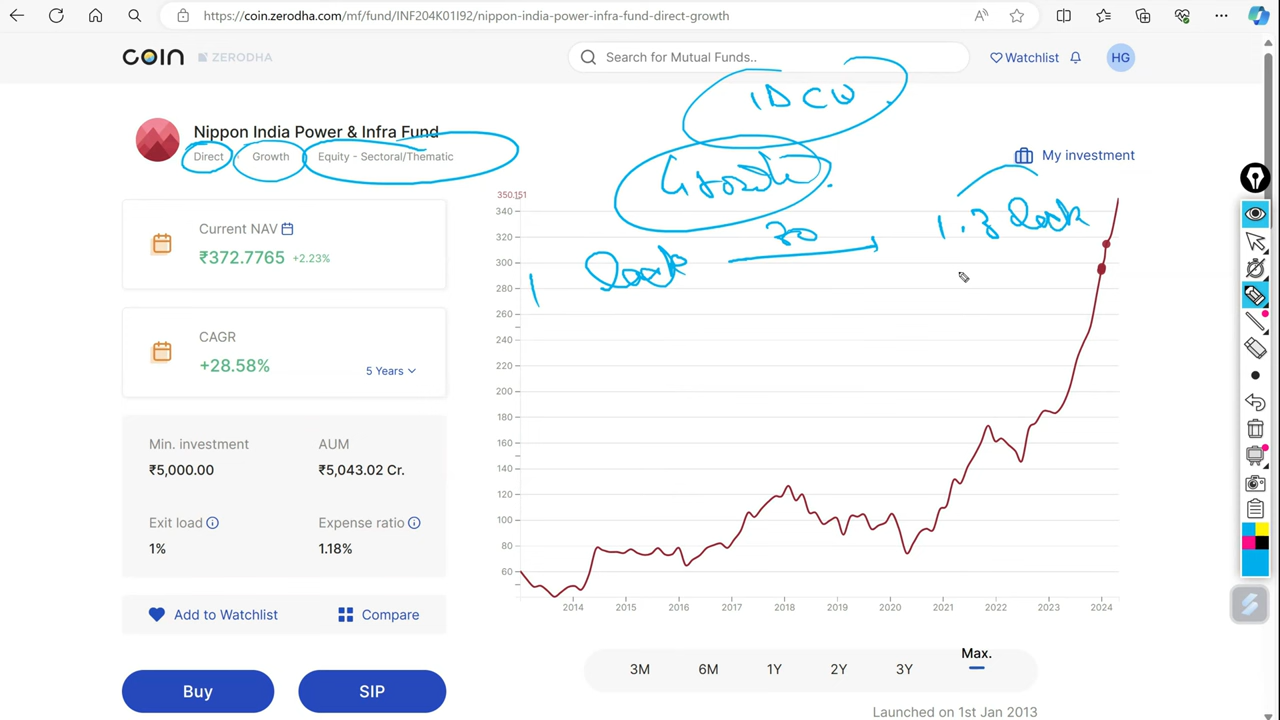 https://coin.zerodha.com/mf/fund/INF204K01I92/nippon-india-power-infra-fund-direct-growth
COIN ZERODHA
Search for Mutual Funds..
Watchlist
HG
IDCW
Nippon India Power & Infra Fund
Direct Growth Equity - Sectoral/Thematic
My investment
Growth
1 lack 30 1.3 lack
Current NAV
₹372.7765 +2.23%
CAGR
+28.58% 5 Years
Min. investment AUM
₹5,000.00 ₹5,043.02 Cr.
Exit load Expense ratio
1% 1.18%
Add to Watchlist Compare
Buy SIP
350.151
340
320
300
280
260
240
220
200
180
160
140
120
100
80
60
2014 2015 2016 2017 2018 2019 2020 2021 2022 2023 2024
3M 6M 1Y 2Y 3Y Max.
Launched on 1st Jan 2013